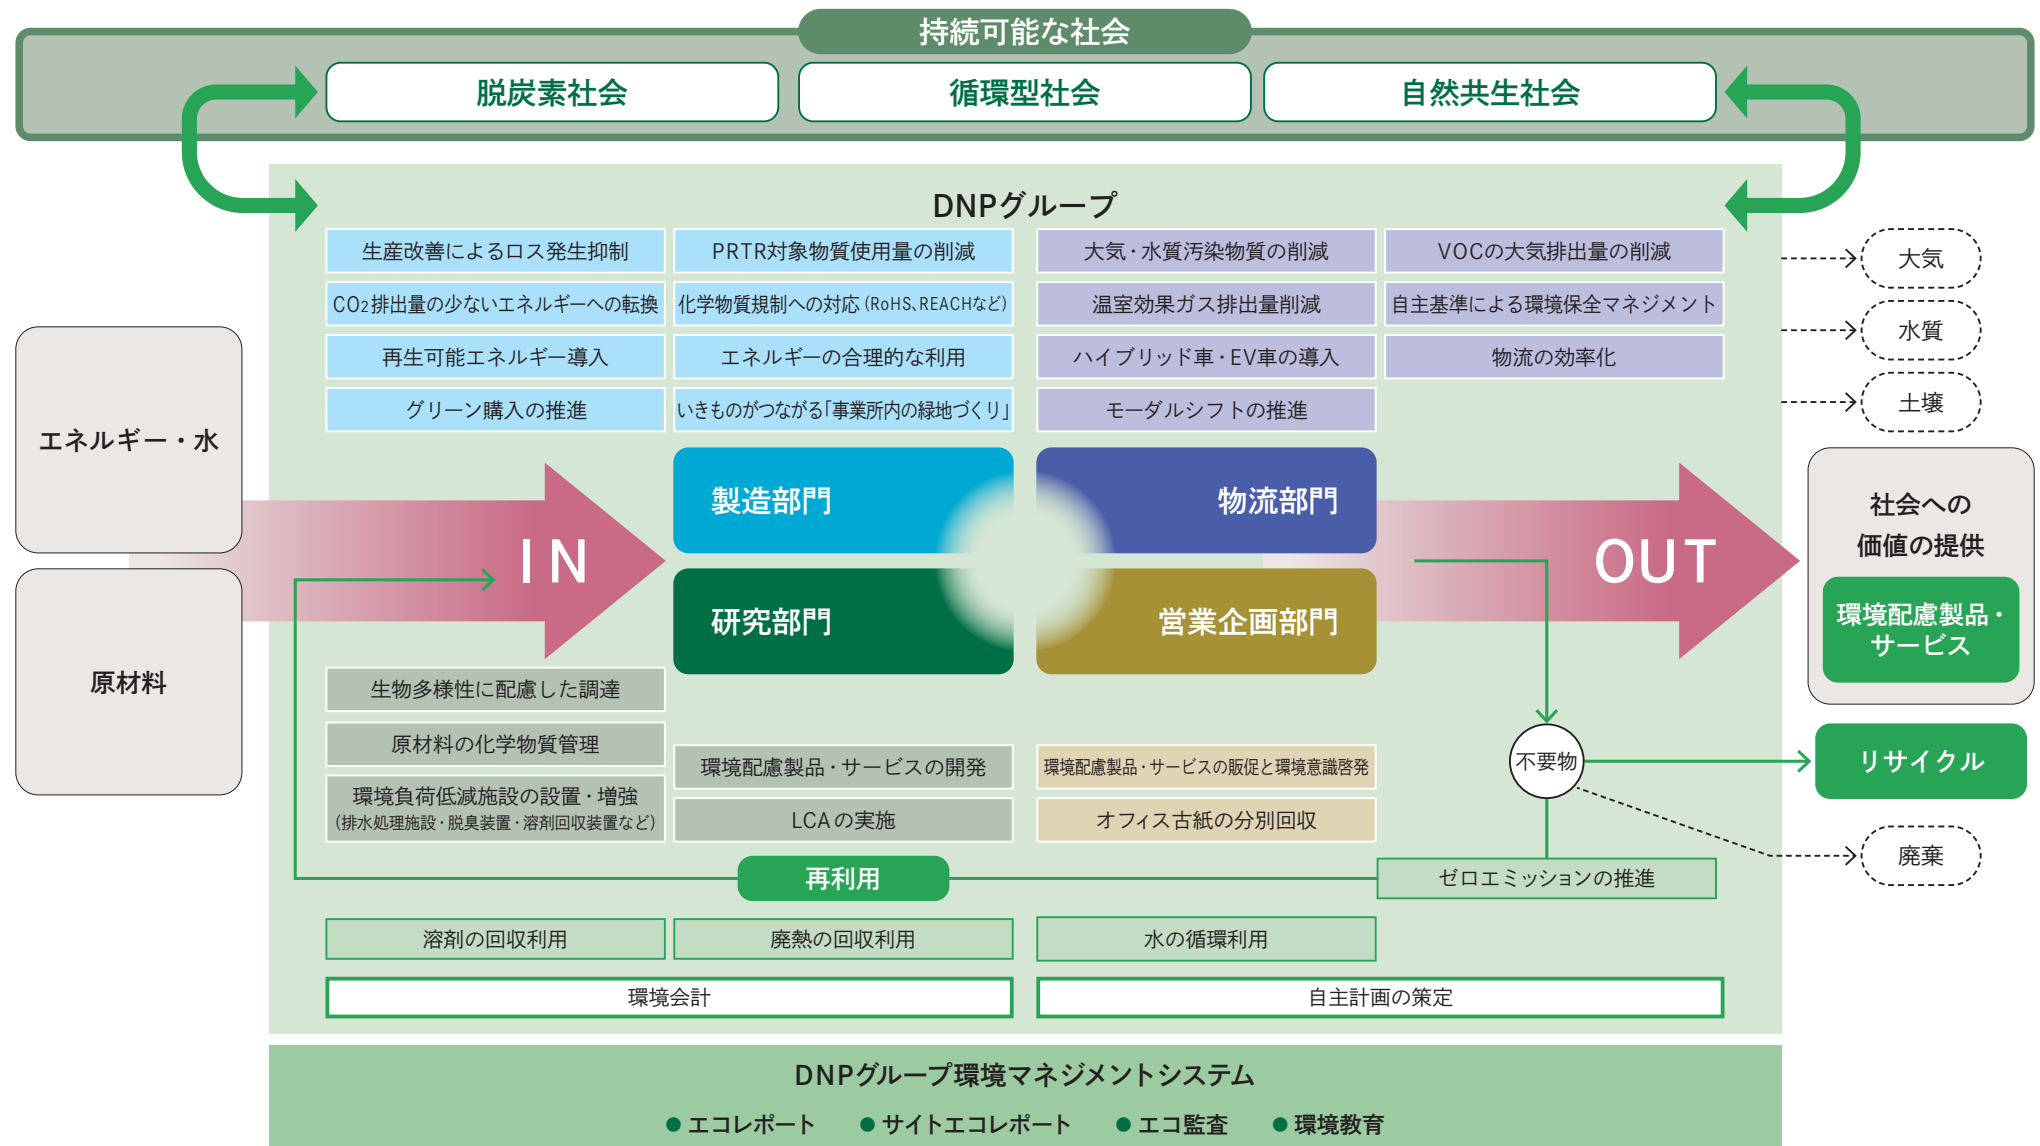 持続可能な社会
脱炭素社会
循環型社会
自然共生社会
DNPグループ
生産改善によるロス発生抑制
PRTR対象物質使用量の削減
大気・水質汚染物質の削減
VOCの大気排出量の削減
CO2排出量の少ないエネルギーへの転換
化学物質規制への対応（RoHS、REACHなど）
温室効果ガス排出量削減
自主基準による環境保全マネジメント
再生可能エネルギー導入
エネルギーの合理的な利用
ハイブリッド車・EV車の導入
物流の効率化
グリーン購入の推進
いきものがつながる「事業所内の緑地づくり」
モーダルシフトの推進
大気
水質
土壌
エネルギー・水
原材料
IN
製造部門
物流部門
研究部門
営業企画部門
OUT
社会への
価値の提供
環境配慮製品・
サービス
生物多様性に配慮した調達
原材料の化学物質管理
環境負荷低減施設の設置・増強
（排水処理施設・脱臭装置・溶剤回収装置など）
環境配慮製品・サービスの開発
LCAの実施
環境配慮製品・サービスの販促と環境意識啓発
オフィス古紙の分別回収
不要物
リサイクル
廃棄
再利用
ゼロエミッションの推進
溶剤の回収利用
廃熱の回収利用
水の循環利用
環境会計
自主計画の策定
DNPグループ環境マネジメントシステム
●エコレポート
●サイトエコレポート
●エコ監査
●環境教育